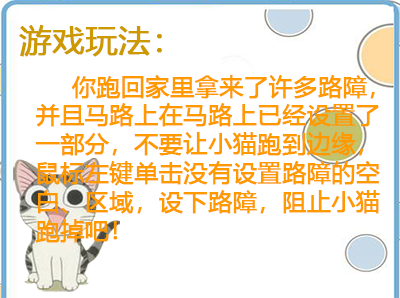 游戏玩法：
你跑回家里拿来了许多路障，
并且马路上在马路上已经设置了
一部分，不要让小猫跑到边缘，
鼠标左键单击没有设置路障的空
白　区域，设下路障，阻止小猫
跑掉吧！